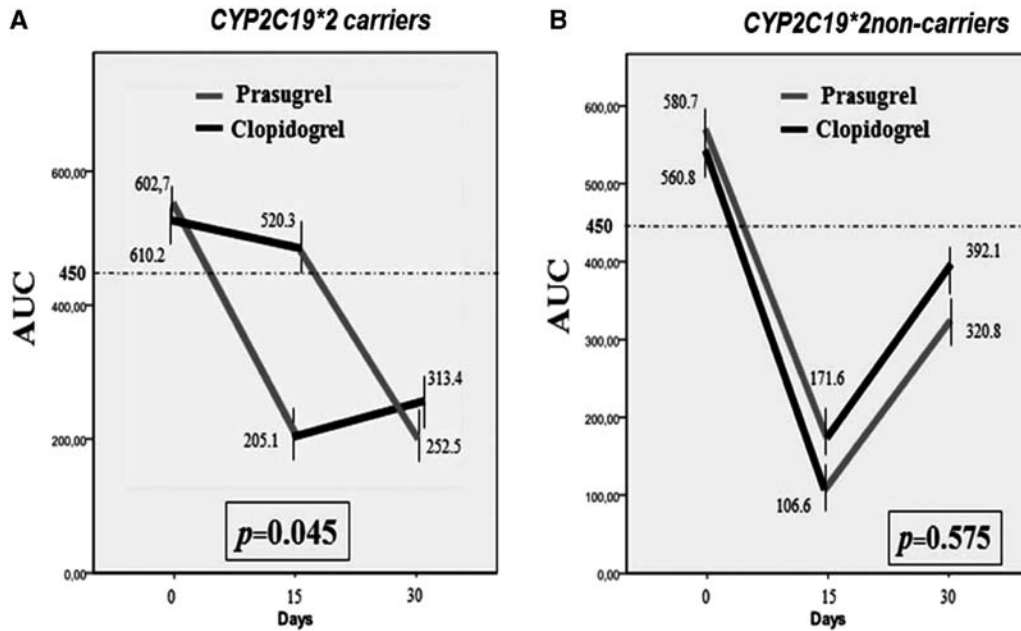 A
CYP2C19*2 carriers
Prasugrel
Clopidogrel
600,00
602,7
520.3
610.2
450
400,00
AUC
313.4
205.1
252.5
200,00
p=0.045
0,00
0
15
30
Days
B
CYP2C19*2non-carriers
Prasugrel
Clopidogrel
600,00
580.7
560.8
500,00
450
400,00
392.1
AUC
320.8
300,00
171.6
200,00
106.6
100,00
p=0.575
0,00
0
15
30
Days